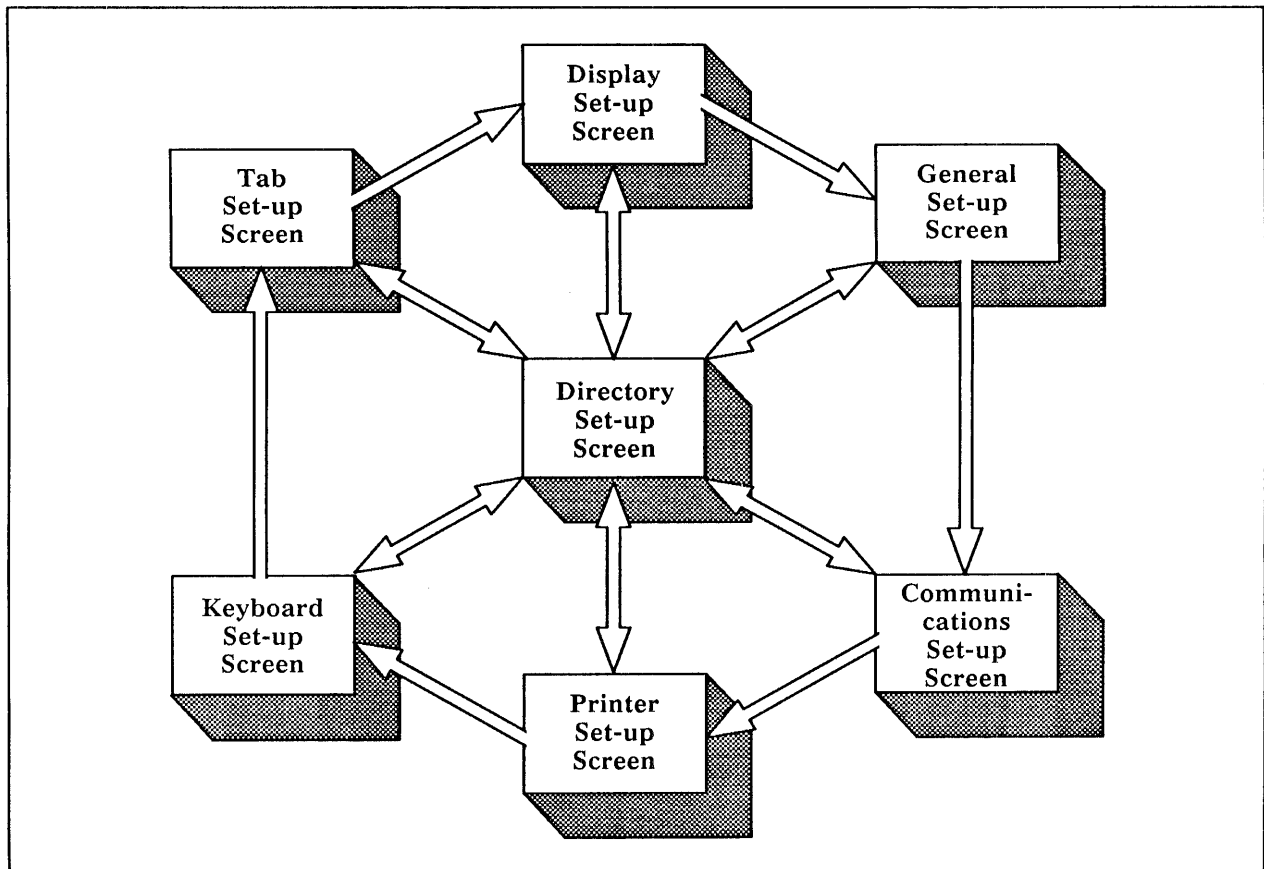 Display
Set-up
Screen
Tab
Set-up
Screen
General
Set-up
Screen
Directory
Set-up
Screen
Keyboard
Set-up
Screen
Communi-
cations
Set-up
Screen
Printer
Set-up
Screen